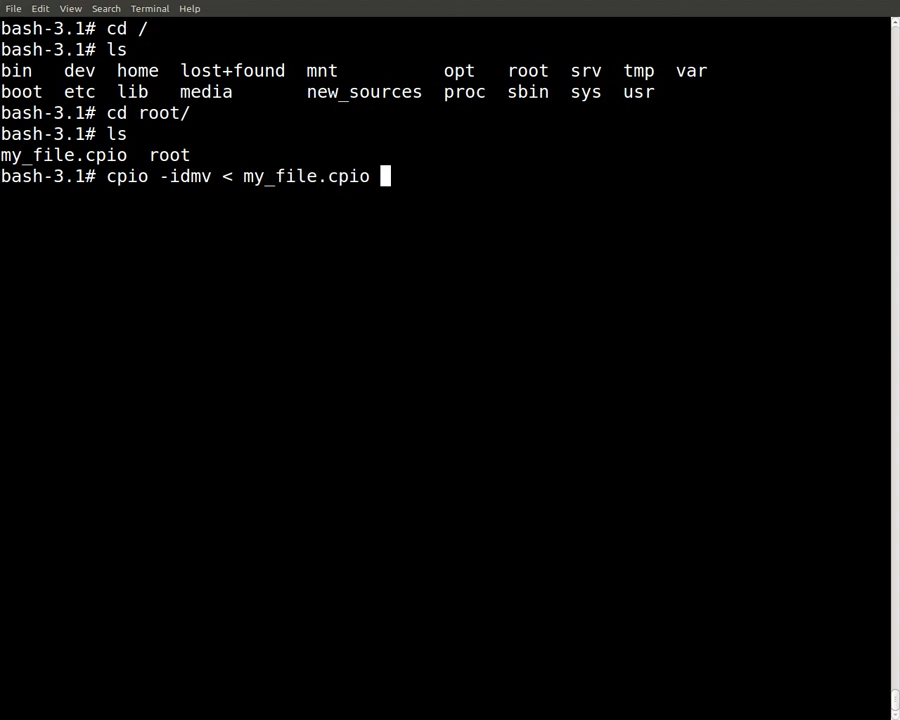 File Edit View Search Terminal Help
bash-3.1# cd /
bash-3.1# ls
bin   dev  home  lost+found  mnt          opt   root  srv  tmp  var
boot  etc  lib   media       new_sources  proc  sbin  sys  usr
bash-3.1# cd root/
bash-3.1# ls
my_file.cpio  root
bash-3.1# cpio -idmv < my_file.cpio